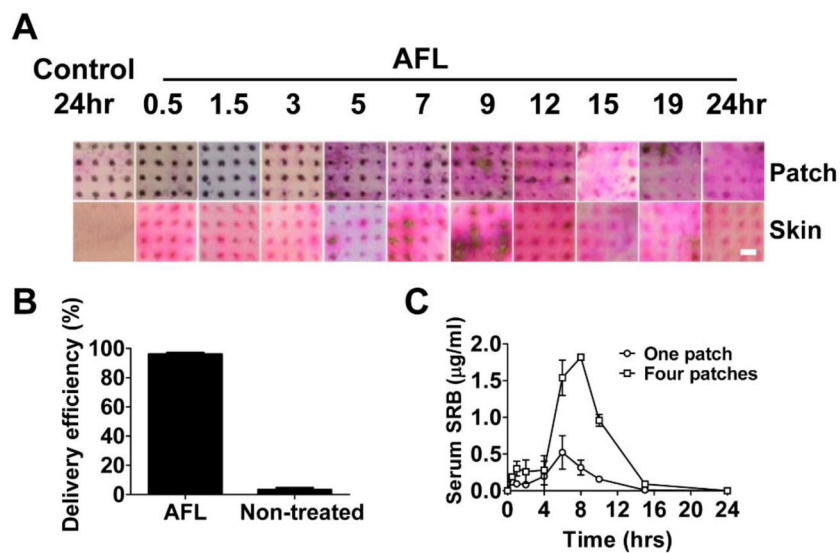 A
Control
24hr
AFL
0.5 1.5 3 5 7 9 12 15 19 24hr
Patch
Skin
B
Delivery efficiency (%)
100
80
60
40
20
0
AFL Non-treated
C
Serum SRB (μg/ml)
2.0
1.5
1.0
0.5
0.0
One patch
Four patches
0 4 8 12 16 20 24
Time (hrs)